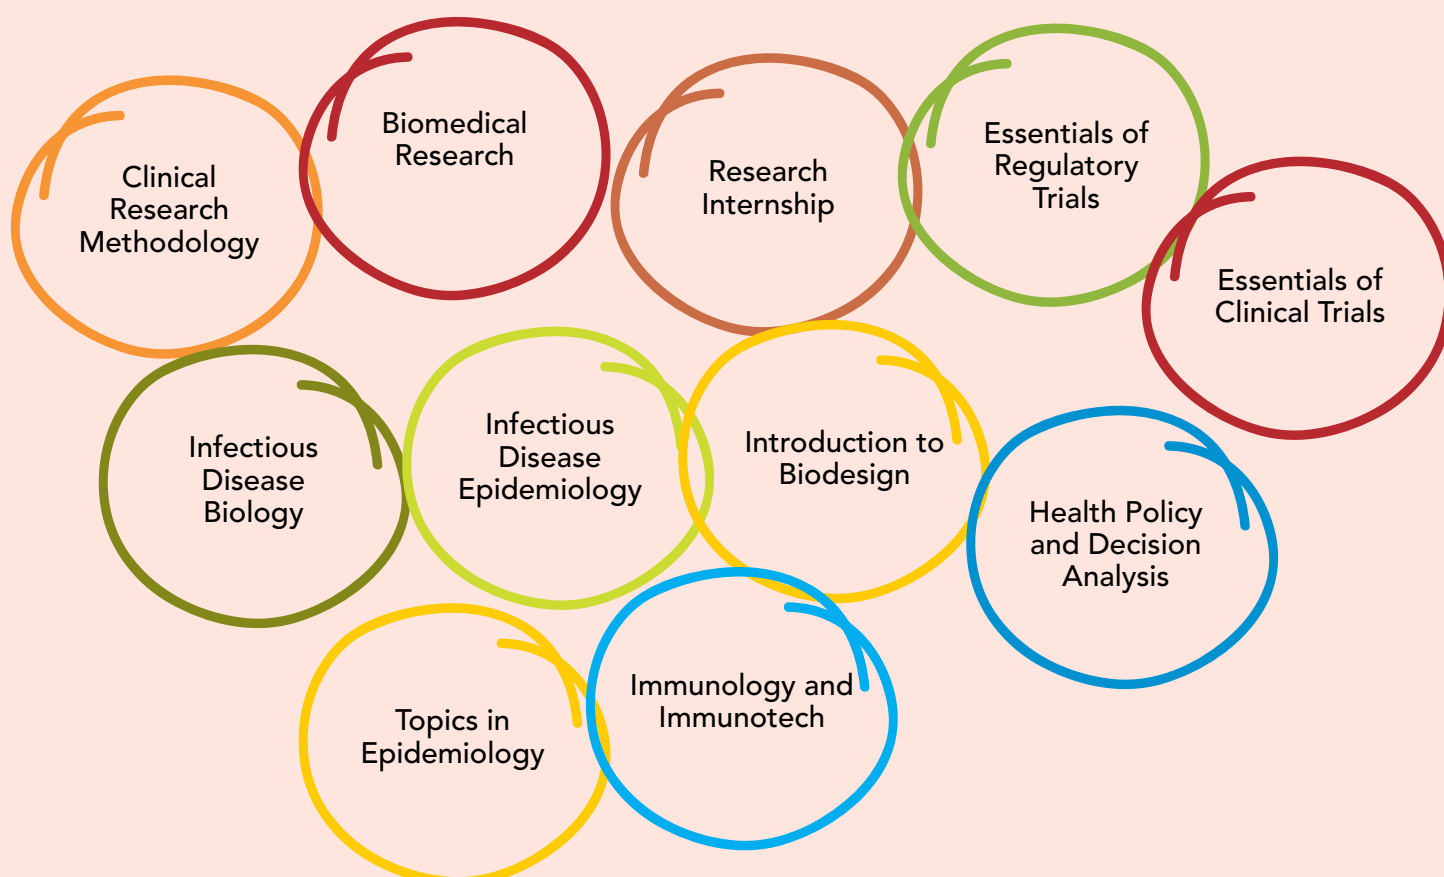 Clinical
Research
Methodology
Biomedical
Research
Research
Internship
Essentials of
Regulatory
Trials
Essentials of
Clinical Trials
Infectious
Disease
Biology
Infectious
Disease
Epidemiology
Introduction to
Biodesign
Health Policy
and Decision
Analysis
Topics in
Epidemiology
Immunology and
Immunotech